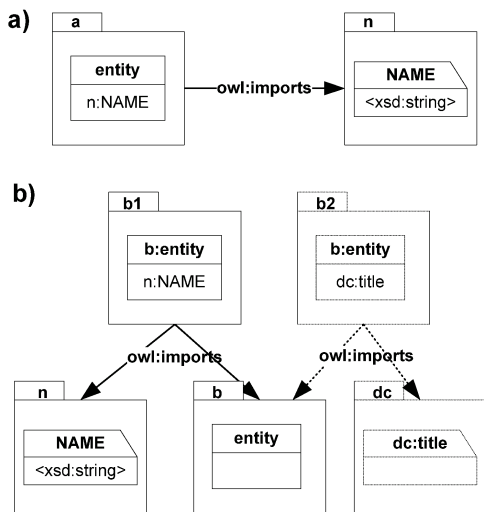 a)
a
n
entity
n:NAME
owl:imports
NAME
<xsd:string>
b)
b1
b2
b:entity
n:NAME
b:entity
dc:title
owl:imports
owl:imports
n
b
dc
NAME
<xsd:string>
entity
dc:title